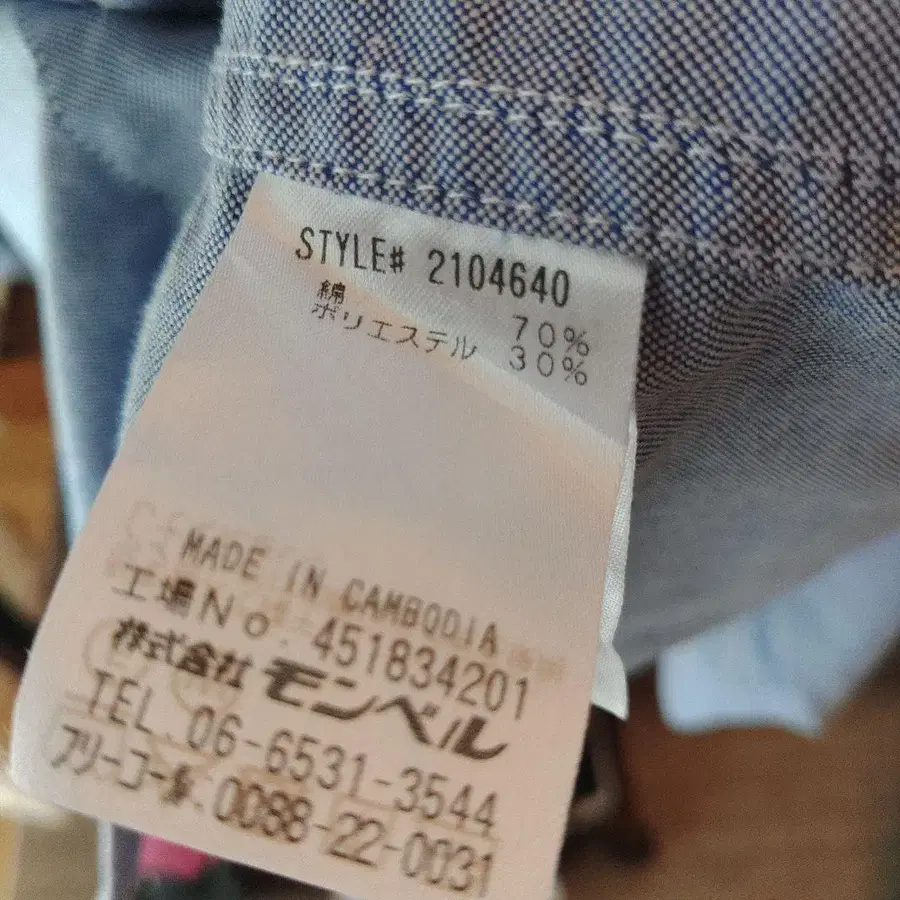 STYLE# 2104640
綿 70%
ポリエステル 30%
MADE IN CAMBODIA
工場No. 451834201
株式会社 モンベル
TEL. 06-6531-3544
フリーコール. 0088-22-0031